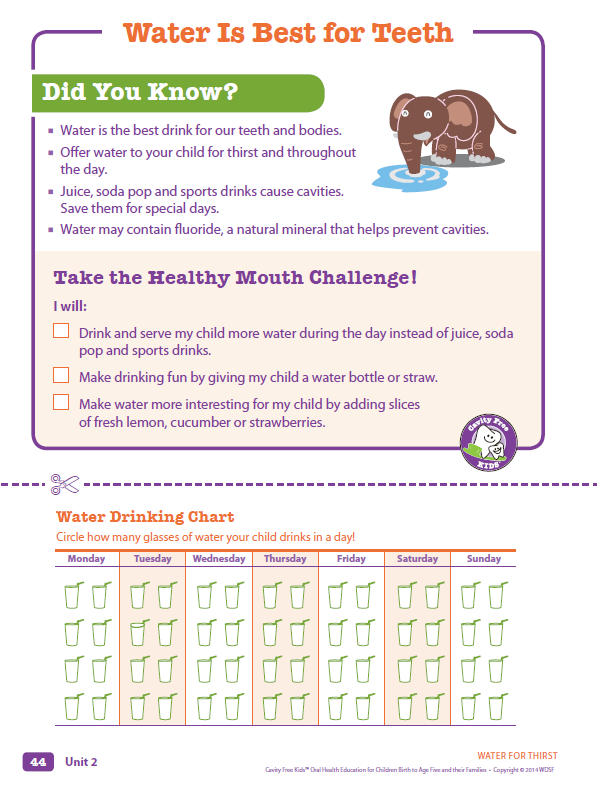 Water Is Best for Teeth
Did You Know?
▪ Water is the best drink for our teeth and bodies.
▪ Offer water to your child for thirst and throughout
the day.
▪ Juice, soda pop and sports drinks cause cavities.
Save them for special days.
▪ Water may contain fluoride, a natural mineral that helps prevent cavities.
Take the Healthy Mouth Challenge!
I will:
Drink and serve my child more water during the day instead of juice, soda
pop and sports drinks.
Make drinking fun by giving my child a water bottle or straw.
Make water more interesting for my child by adding slices
of fresh lemon, cucumber or strawberries.
Cavity Free
KIDS
Water Drinking Chart
Circle how many glasses of water your child drinks in a day!
Monday Tuesday Wednesday Thursday Friday Saturday Sunday
44 Unit 2
WATER FOR THIRST
Cavity Free Kids™ Oral Health Education for Children Birth to Age Five and their Families • Copyright © 2014 WDSF